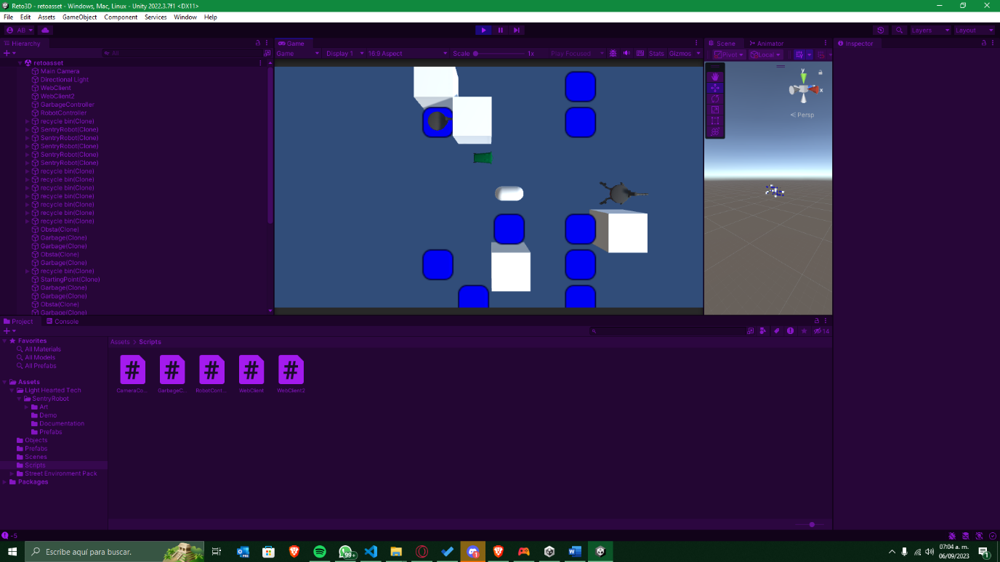 Reto3D - retoasset - Windows, Mac, Linux - Unity 2022.3.7f1 <DX11>
File Edit Assets GameObject Component Services Window Help
AB
Layers
Layout
Hierarchy
All
retoasset
Main Camera
Directional Light
WebClient
WebClient2
GarbageController
RobotController
recycle bin(Clone)
SentryRobot(Clone)
SentryRobot(Clone)
SentryRobot(Clone)
SentryRobot(Clone)
SentryRobot(Clone)
recycle bin(Clone)
recycle bin(Clone)
recycle bin(Clone)
recycle bin(Clone)
recycle bin(Clone)
recycle bin(Clone)
recycle bin(Clone)
Obsta(Clone)
Garbage(Clone)
Garbage(Clone)
Obsta(Clone)
Garbage(Clone)
recycle bin(Clone)
StartingPoint(Clone)
Garbage(Clone)
Garbage(Clone)
Obsta(Clone)
Garbage(Clone)
Game
Game Display 1 16:9 Aspect Scale 1x Play Focused Stats Gizmos
Scene Animator
Pivot Local
y
x
Persp
Inspector
Project Console
14
Favorites
All Materials
All Models
All Prefabs
Assets
Light Hearted Tech
SentryRobot
Art
Demo
Documentation
Prefabs
Objects
Prefabs
Scenes
Scripts
Street Environment Pack
Packages
Assets > Scripts
# # # # #
CameraCo... GarbageC... RobotCont... WebClient WebClient2
-5
Escribe aquí para buscar.
PRE
99+
1
07:04 a. m.
06/09/2023
1